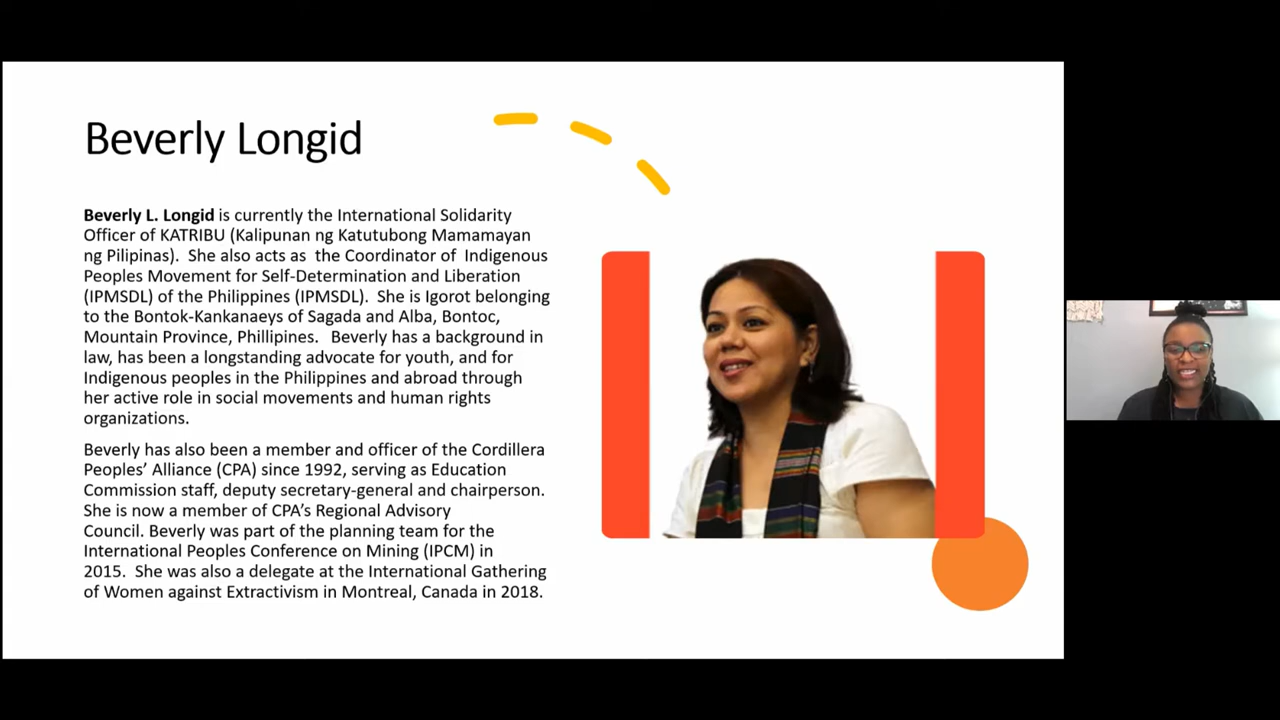 Beverly Longid
Beverly L. Longid is currently the International Solidarity
Officer of KATRIBU (Kalipunan ng Katutubong Mamamayan
ng Pilipinas).  She also acts as  the Coordinator of  Indigenous
Peoples Movement for Self-Determination and Liberation
(IPMSDL) of the Philippines (IPMSDL).  She is Igorot belonging
to the Bontok-Kankanaeys of Sagada and Alba, Bontoc,
Mountain Province, Phillipines.   Beverly has a background in
law, has been a longstanding advocate for youth, and for
Indigenous peoples in the Philippines and abroad through
her active role in social movements and human rights
organizations.
Beverly has also been a member and officer of the Cordillera
Peoples’ Alliance (CPA) since 1992, serving as Education
Commission staff, deputy secretary-general and chairperson.
She is now a member of CPA’s Regional Advisory
Council. Beverly was part of the planning team for the
International Peoples Conference on Mining (IPCM) in
2015.  She was also a delegate at the International Gathering
of Women against Extractivism in Montreal, Canada in 2018.